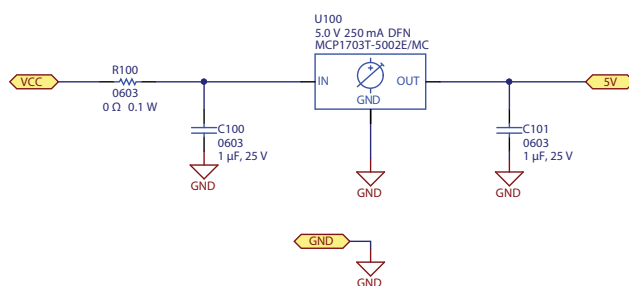 U100
5.0 V 250 mA DFN
MCP1703T-5002E/MC
VCC
R100
0603
0 Ω 0.1 W
IN
OUT
GND
5V
C100
0603
1 µF, 25 V
GND
GND
C101
0603
1 µF, 25 V
GND
GND
GND